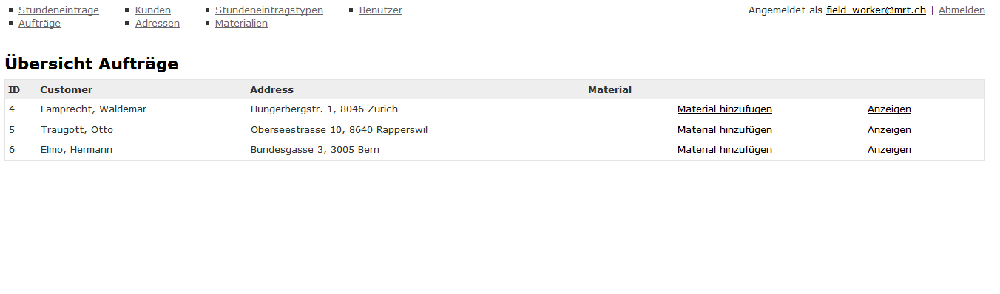 Stundeneinträge Kunden Stundeneintragstypen Benutzer Angemeldet als field_worker@mrt.ch | Abmelden
Aufträge Adressen Materialien
Übersicht Aufträge
ID Customer Address Material
4 Lamprecht, Waldemar Hungerbergstr. 1, 8046 Zürich Material hinzufügen Anzeigen
5 Traugott, Otto Oberseestrasse 10, 8640 Rapperswil Material hinzufügen Anzeigen
6 Elmo, Hermann Bundesgasse 3, 3005 Bern Material hinzufügen Anzeigen